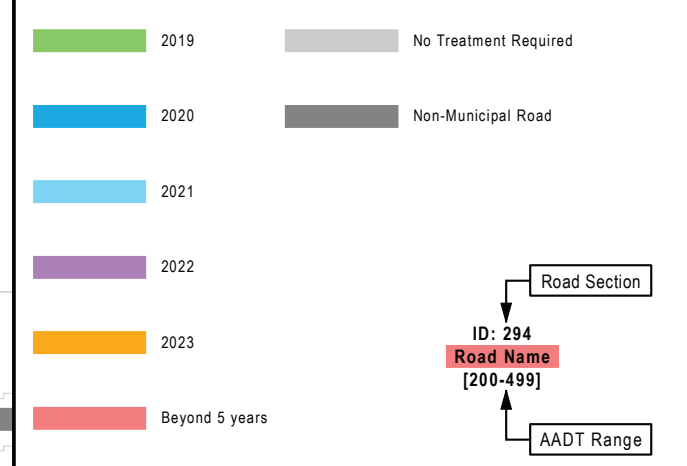 2019
No Treatment Required
2020
Non-Municipal Road
2021
2022
2023
Beyond 5 years
Road Section
ID: 294
Road Name
[200-499]
AADT Range